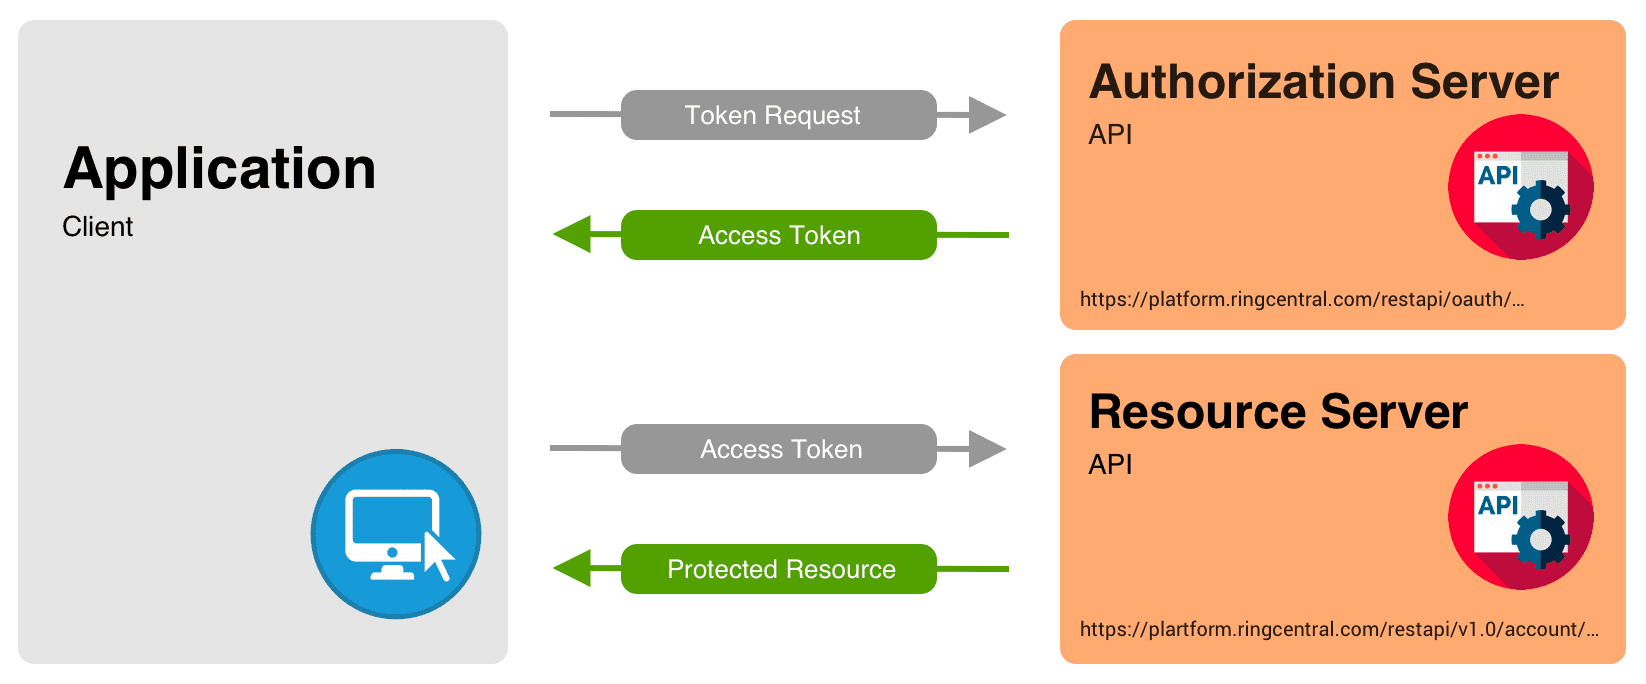 Application
Client
Token Request
Access Token
Authorization Server
API
API
https://platform.ringcentral.com/restapi/oauth/...
Access Token
Protected Resource
Resource Server
API
API
https://plartform.ringcentral.com/restapi/v1.0/account/...